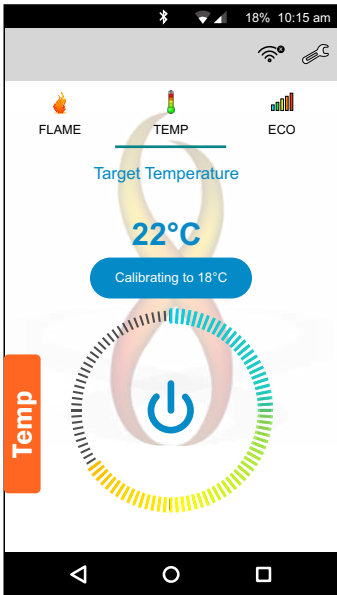 18% 10:15 am
FLAME TEMP ECO
Target Temperature
22°C
Calibrating to 18°C
Temp